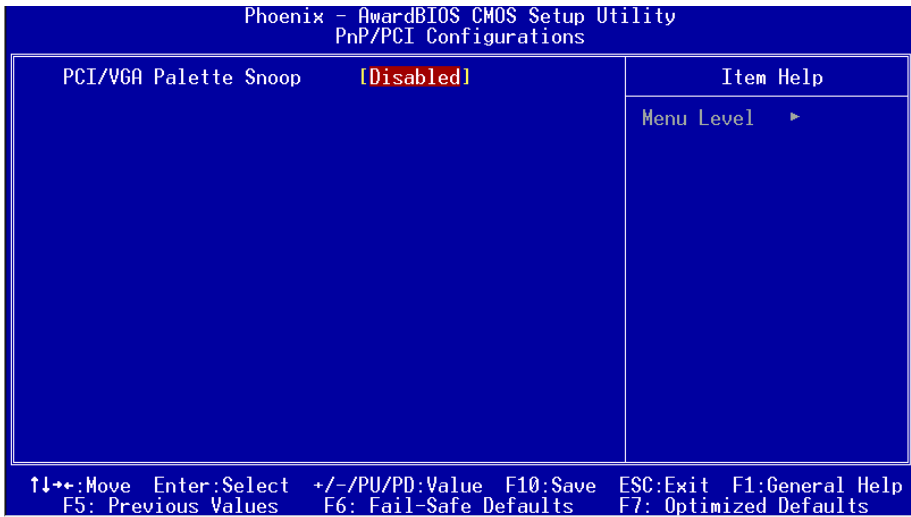 Phoenix - AwardBIOS CMOS Setup Utility
PnP/PCI Configurations
PCI/VGA Palette Snoop [Disabled]
Item Help
Menu Level ►
↑↓→←:Move Enter:Select +/-/PU/PD:Value F10:Save ESC:Exit F1:General Help
F5: Previous Values F6: Fail-Safe Defaults F7: Optimized Defaults